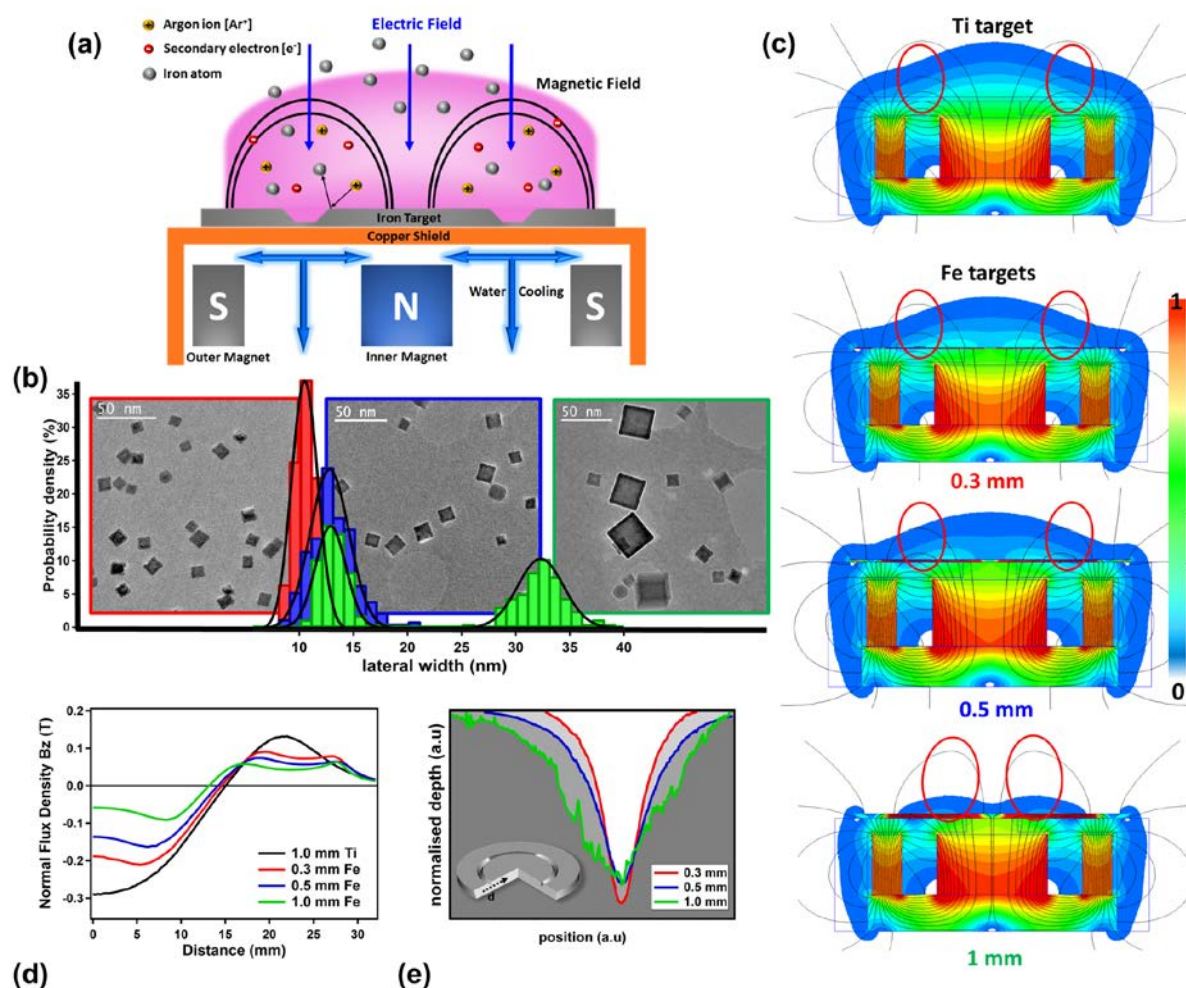 (a)
Argon ion [Ar⁺]
Secondary electron [e⁻]
Iron atom
Electric Field
Magnetic Field
Iron Target
Copper Shield
S
N
S
Water Cooling
Outer Magnet
Inner Magnet
(b)
50 nm
50 nm
50 nm
Probability density (%)
35
30
25
20
15
10
5
0
10
15
20
25
30
35
40
lateral width (nm)
(c)
Ti target
Fe targets
0.3 mm
0.5 mm
1 mm
1
0
(d)
Normal Flux Density Bz (T)
0.2
0.1
0.0
-0.1
-0.2
-0.3
0
5
10
15
20
25
30
Distance (mm)
1.0 mm Ti
0.3 mm Fe
0.5 mm Fe
1.0 mm Fe
(e)
normalised depth (a.u)
d
0.3 mm
0.5 mm
1.0 mm
position (a.u)